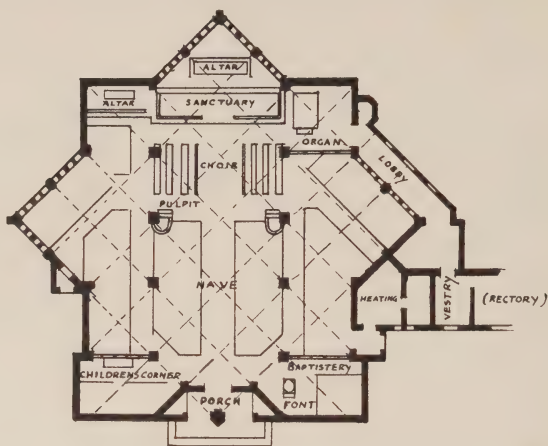 ALTAR
ALTAR
SANCTUARY
ORGAN
LOBBY
CHOIR
PULPIT
NAVE
HEATING
VESTRY
(RECTORY)
CHILDRENS CORNER
BAPTISTERY
PORCH
FONT